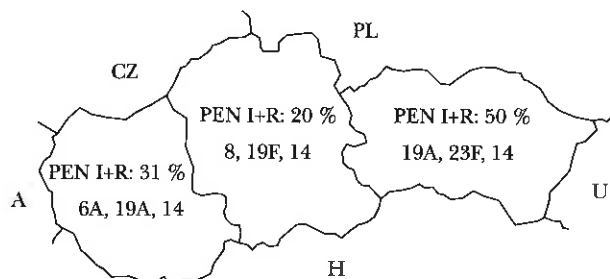 PL
CZ
PEN I+R: 20 %
8, 19F, 14
PEN I+R: 50 %
19A, 23F, 14
PEN I+R: 31 %
6A, 19A, 14
A
U
H